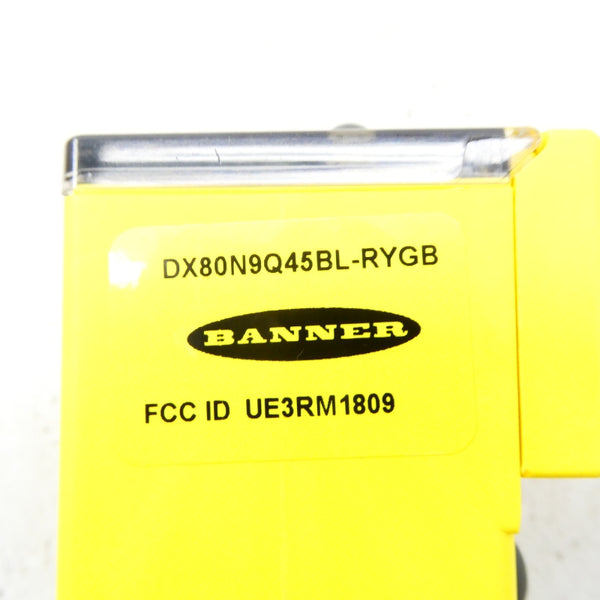 DX80N9Q45BL-RYGB
BANNER
FCC ID UE3RM1809